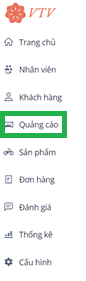 VTV
Trang chủ
Nhân viên
Khách hàng
Quảng cáo
Sản phẩm
Đơn hàng
Đánh giá
Thống kê
Cấu hình